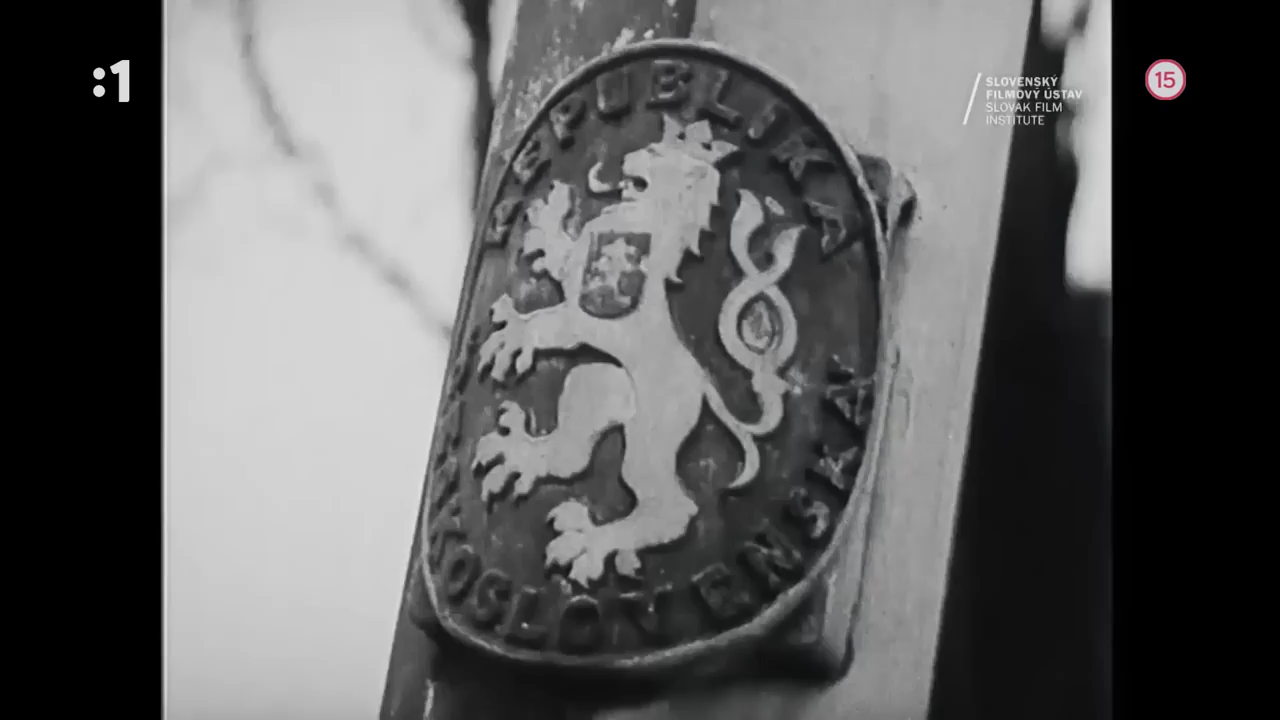 :1
SLOVENSKÝ
FILMOVÝ ÚSTAV
SLOVAK FILM
INSTITUTE
15
REPUBLIKA
ČESKOSLOVENSKÁ